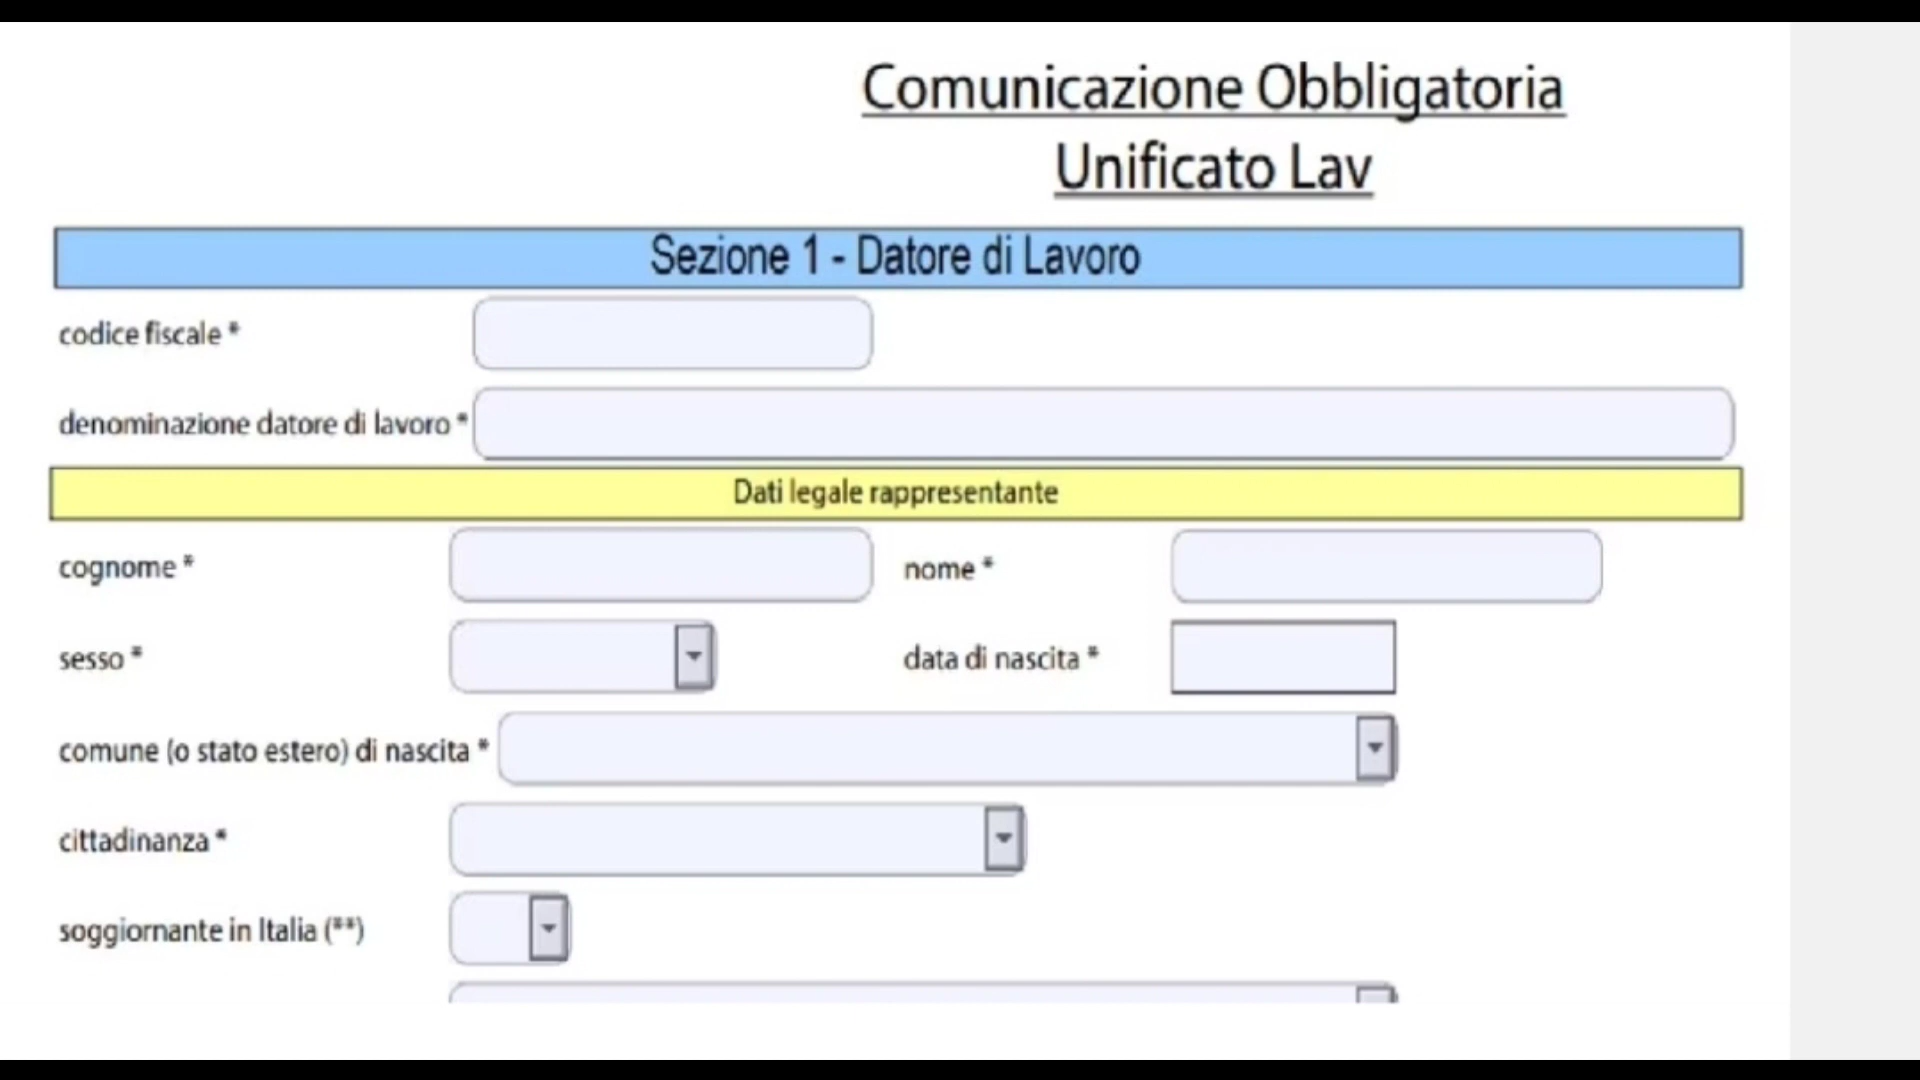 Comunicazione Obbligatoria
Unificato Lav
Sezione 1 - Datore di Lavoro
codice fiscale *
denominazione datore di lavoro *
Dati legale rappresentante
cognome * nome *
sesso * data di nascita *
comune (o stato estero) di nascita *
cittadinanza *
soggiornante in Italia (**)